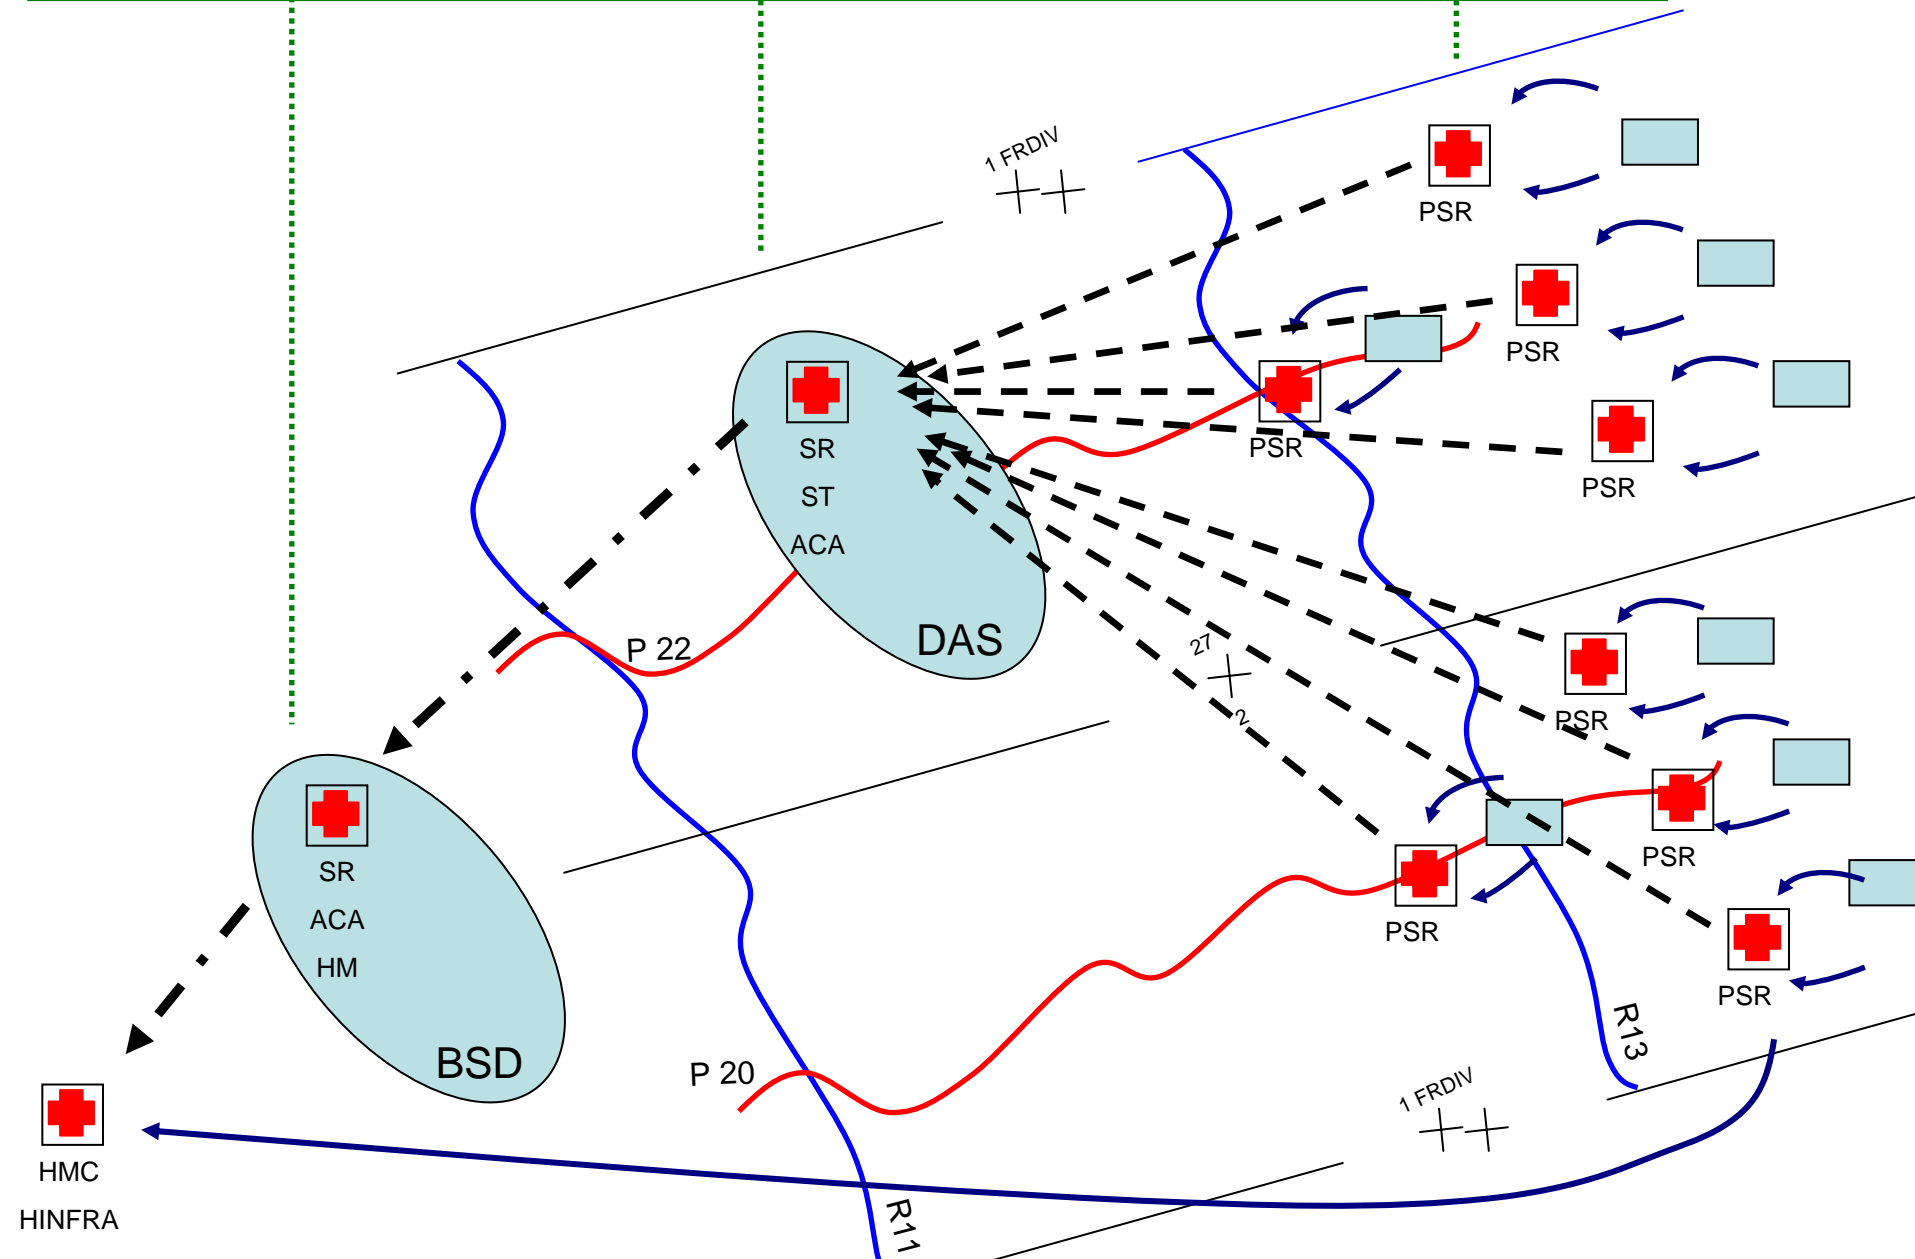 1 FRDIV
PSR
PSR
PSR
PSR
SR
ST
ACA
DAS
P 22
27
2
PSR
PSR
PSR
PSR
SR
ACA
HM
BSD
P 20
R13
1 FRDIV
HMC
HINFRA
R11